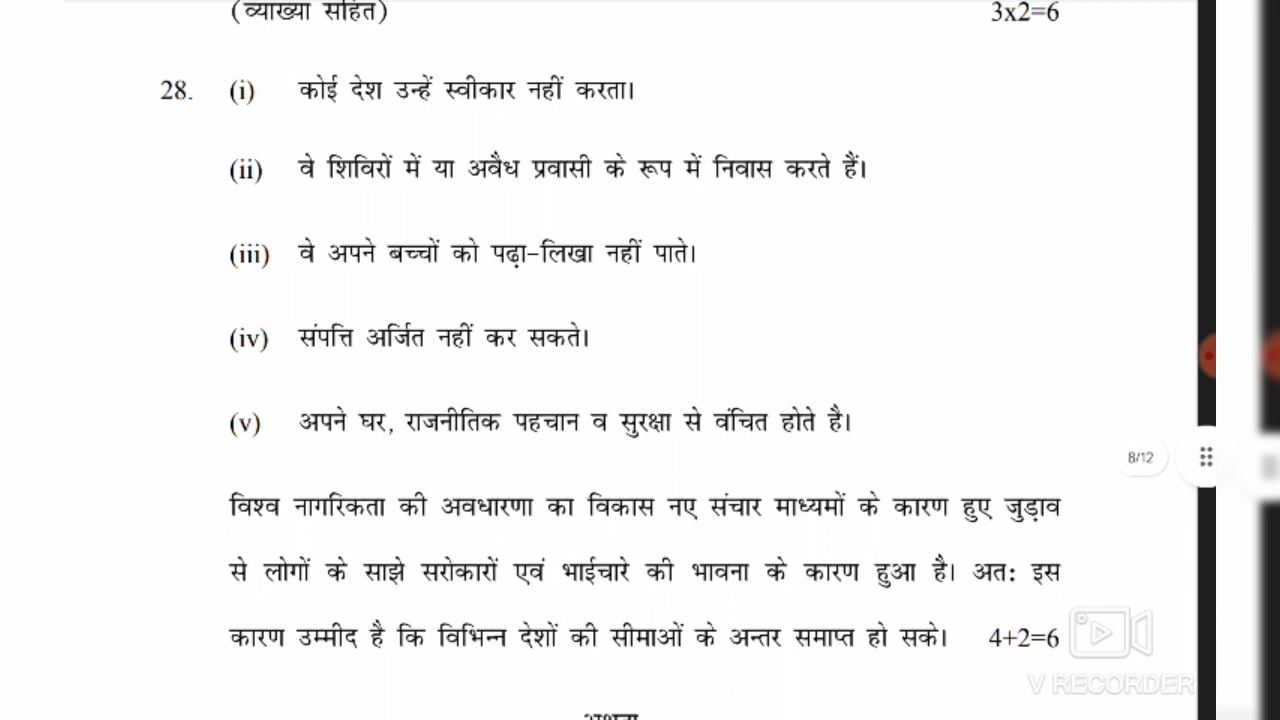 (व्याख्या सहित) 3x2=6
28. (i) कोई देश उन्हें स्वीकार नहीं करता।
(ii) वे शिविरों में या अवैध प्रवासी के रूप में निवास करते हैं।
(iii) वे अपने बच्चों को पढ़ा-लिखा नहीं पाते।
(iv) संपत्ति अर्जित नहीं कर सकते।
(v) अपने घर, राजनीतिक पहचान व सुरक्षा से वंचित होते है।
8/12
विश्व नागरिकता की अवधारणा का विकास नए संचार माध्यमों के कारण हुए जुड़ाव
से लोगों के साझे सरोकारों एवं भाईचारे की भावना के कारण हुआ है। अत: इस
कारण उम्मीद है कि विभिन्न देशों की सीमाओं के अन्तर समाप्त हो सके। 4+2=6
V RECORDER